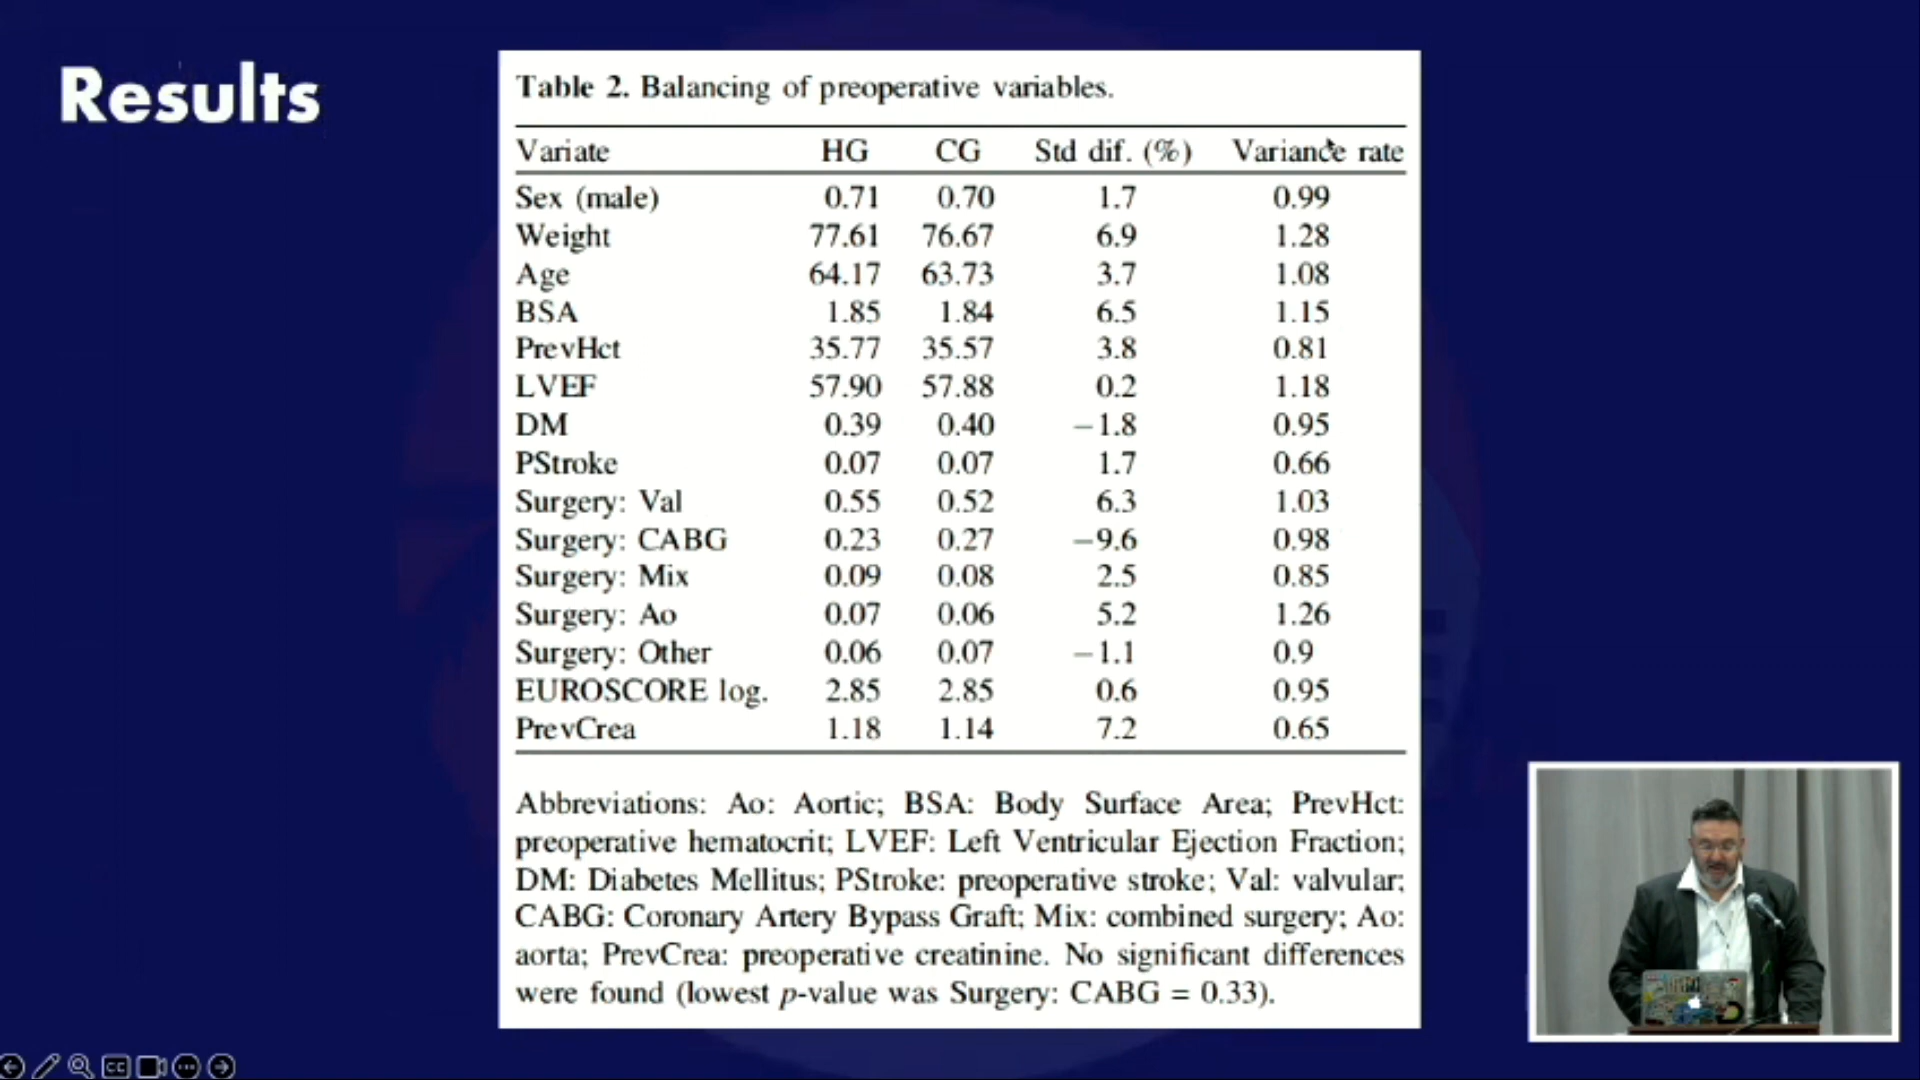 Results
Table 2. Balancing of preoperative variables.
Variate HG CG Std dif. (%) Variance rate
Sex (male) 0.71 0.70 1.7 0.99
Weight 77.61 76.67 6.9 1.28
Age 64.17 63.73 3.7 1.08
BSA 1.85 1.84 6.5 1.15
PrevHct 35.77 35.57 3.8 0.81
LVEF 57.90 57.88 0.2 1.18
DM 0.39 0.40 −1.8 0.95
PStroke 0.07 0.07 1.7 0.66
Surgery: Val 0.55 0.52 6.3 1.03
Surgery: CABG 0.23 0.27 −9.6 0.98
Surgery: Mix 0.09 0.08 2.5 0.85
Surgery: Ao 0.07 0.06 5.2 1.26
Surgery: Other 0.06 0.07 −1.1 0.9
EUROSCORE log. 2.85 2.85 0.6 0.95
PrevCrea 1.18 1.14 7.2 0.65
Abbreviations: Ao: Aortic; BSA: Body Surface Area; PrevHct:
preoperative hematocrit; LVEF: Left Ventricular Ejection Fraction;
DM: Diabetes Mellitus; PStroke: preoperative stroke; Val: valvular;
CABG: Coronary Artery Bypass Graft; Mix: combined surgery; Ao:
aorta; PrevCrea: preoperative creatinine. No significant differences
were found (lowest p-value was Surgery: CABG = 0.33).
CC